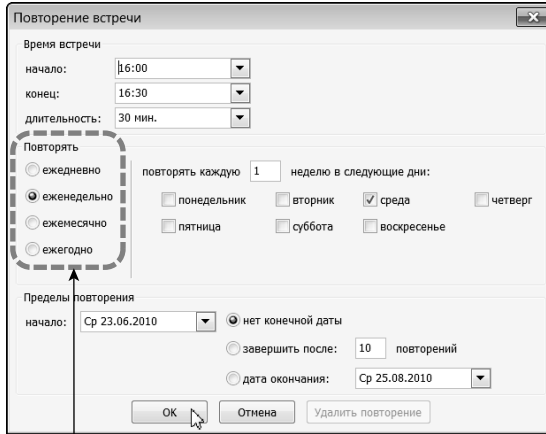 Повторение встречи
Время встречи
начало: 16:00
конец: 16:30
длительность: 30 мин.
Повторять
ежедневно
еженедельно
ежемесячно
ежегодно
повторять каждую 1 неделю в следующие дни:
понедельник вторник среда четверг
пятница суббота воскресенье
Пределы повторения
начало: Ср 23.06.2010
нет конечной даты
завершить после: 10 повторений
дата окончания: Ср 25.08.2010
ОК Отмена Удалить повторение